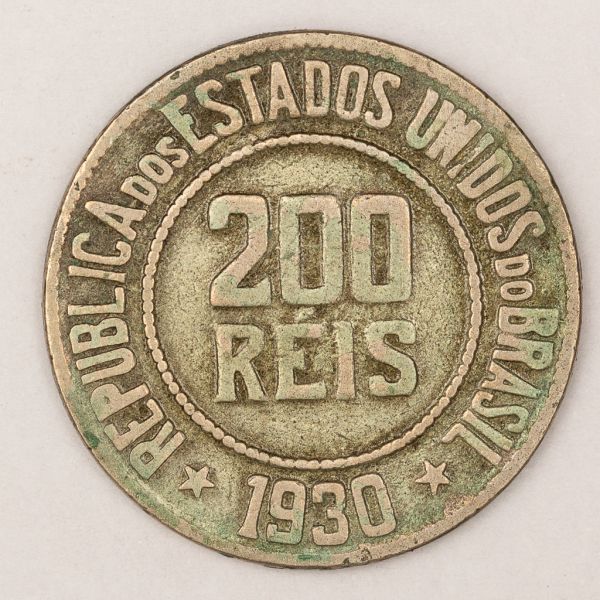 REPUBLICA DOS ESTADOS UNIDOS DO BRASIL
200
RÉIS
1930